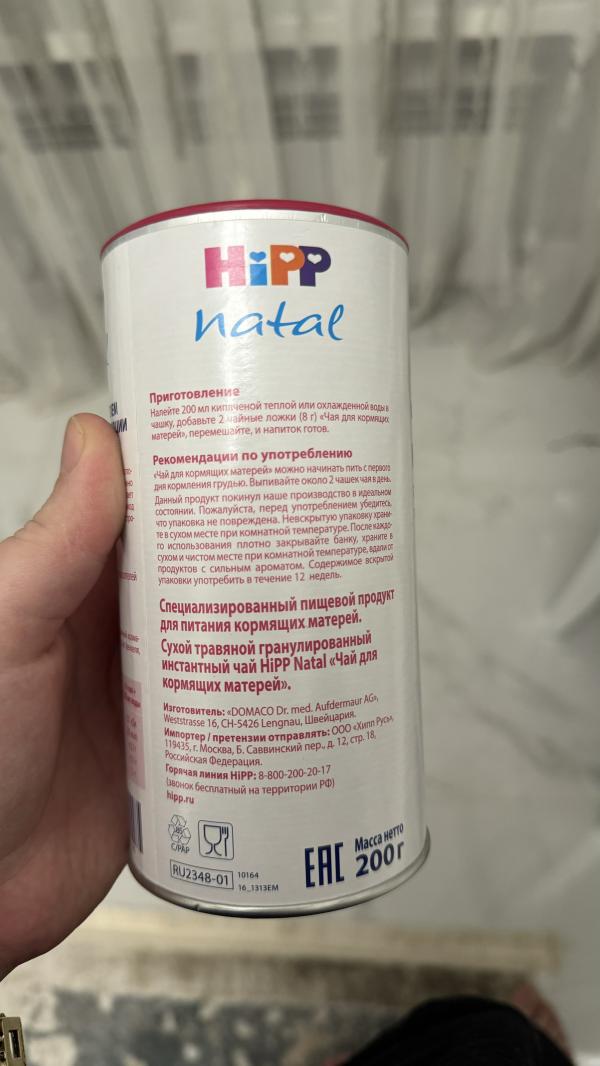 HiPP
natal
Приготовление
Налейте 200 мл кипяченой теплой или охлажденной воды в
чашку, добавьте 2 чайные ложки (8 г) «Чая для кормящих
матерей», перемешайте, и напиток готов.
Рекомендации по употреблению
«Чай для кормящих матерей» можно начинать пить с первого
дня кормления грудью. Выпивайте около 2 чашек чая в день.
Данный продукт покинул наше производство в идеальном
состоянии. Пожалуйста, перед употреблением убедитесь,
что упаковка не повреждена. Невскрытую упаковку храни-
те в сухом месте при комнатной температуре. После каждо-
го использования плотно закрывайте банку, храните в
сухом и чистом месте при комнатной температуре, вдали от
продуктов с сильным ароматом. Содержимое вскрытой
упаковки употребить в течение 12 недель.
Специализированный пищевой продукт
для питания кормящих матерей.
Сухой травяной гранулированный
инстантный чай HiPP Natal «Чай для
кормящих матерей».
Изготовитель: «DOMACO Dr. med. Aufdermaur AG»,
Weststrasse 16, CH-5426 Lengnau, Швейцария.
Импортер / претензии отправлять: ООО «Хипп Русь»,
119435, г. Москва, Б. Саввинский пер., д. 12, стр. 18,
Российская Федерация.
Горячая линия HiPP: 8-800-200-20-17
(звонок бесплатный на территории РФ)
hipp.ru
C/PAP
RU2348-01
10164
16_1313EM
EAC
Масса нетто
200 г